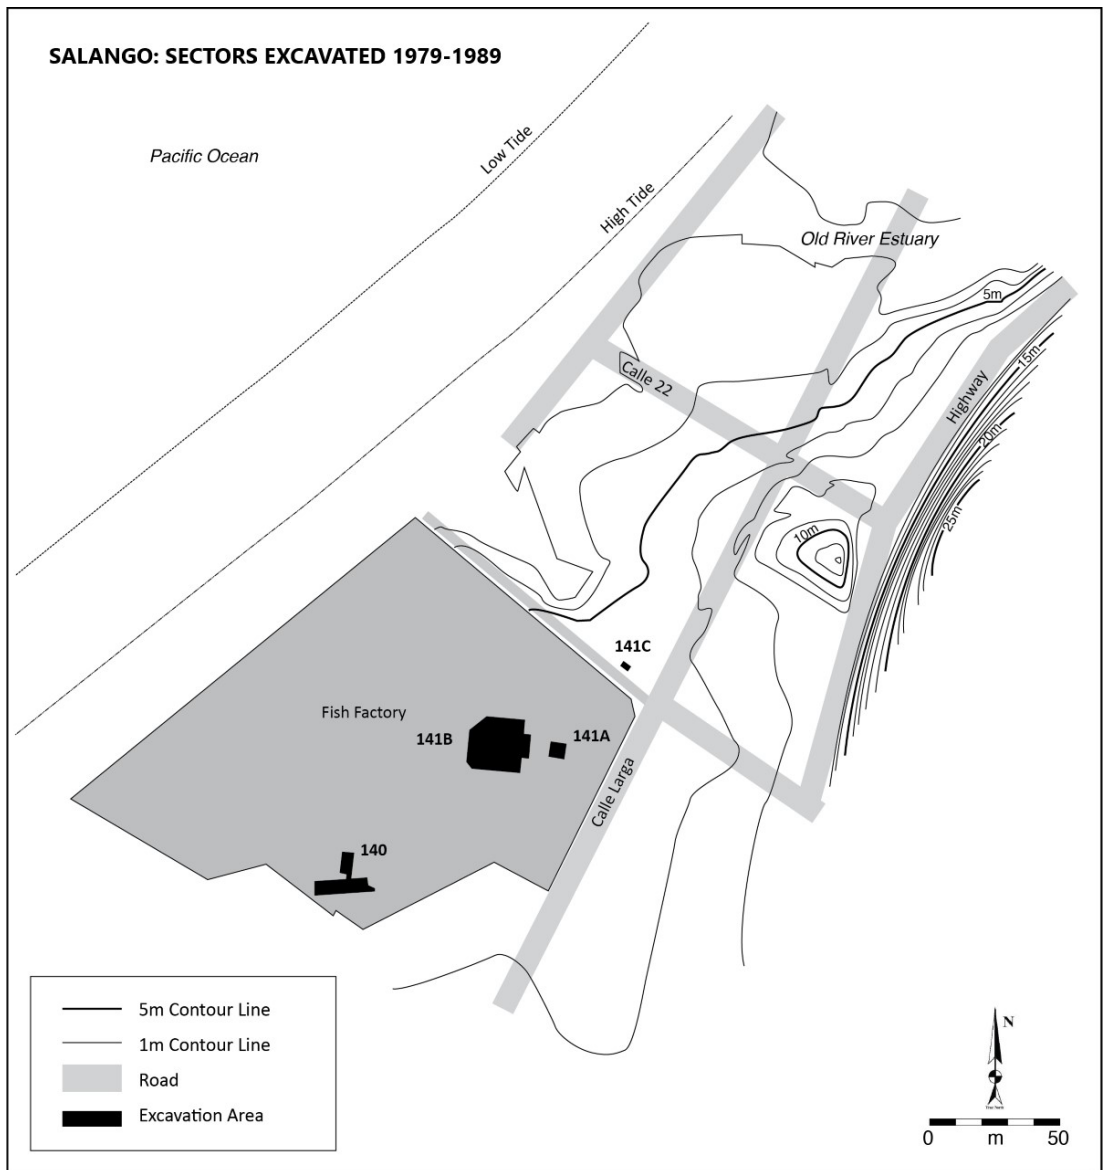 SALANGO: SECTORS EXCAVATED 1979-1989
Pacific Ocean
Low Tide
High Tide
Old River Estuary
5m
Calle 22
Highway
15m
20m
25m
10m
141C
Fish Factory
141B
141A
Calle Larga
140
5m Contour Line
1m Contour Line
Road
Excavation Area
N
0 m 50